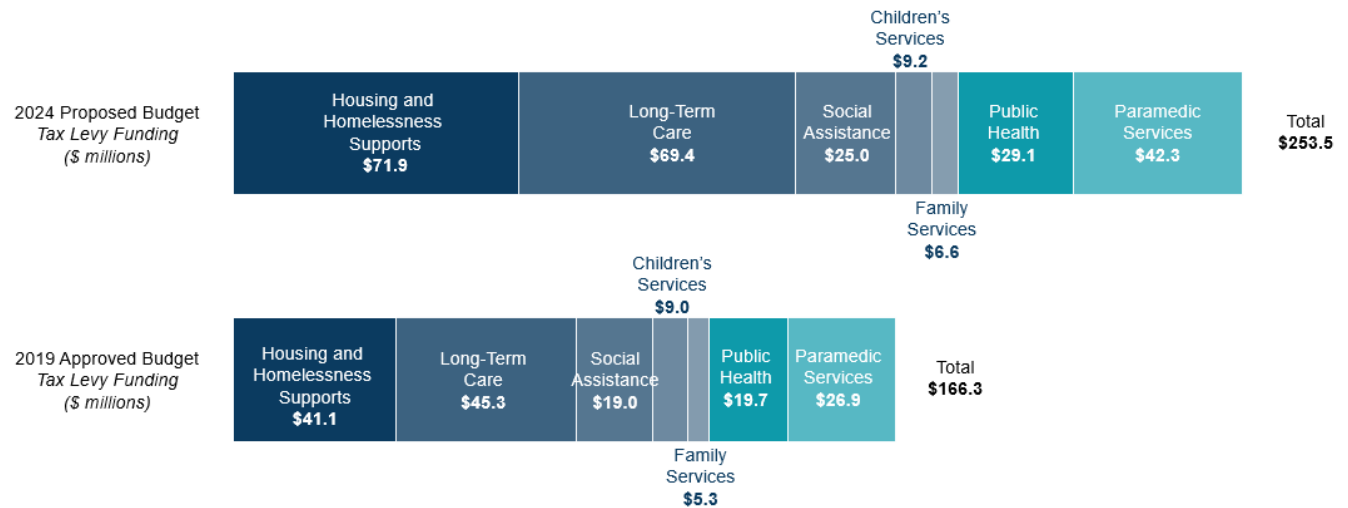 Children’s
Services
$9.2
2024 Proposed Budget
Tax Levy Funding
($ millions)
Housing and
Homelessness
Supports
$71.9
Long-Term
Care
$69.4
Social
Assistance
$25.0
Public
Health
$29.1
Paramedic
Services
$42.3
Total
$253.5
Family
Services
$6.6
Children’s
Services
$9.0
2019 Approved Budget
Tax Levy Funding
($ millions)
Housing and
Homelessness
Supports
$41.1
Long-Term
Care
$45.3
Social
Assistance
$19.0
Public
Health
$19.7
Paramedic
Services
$26.9
Total
$166.3
Family
Services
$5.3